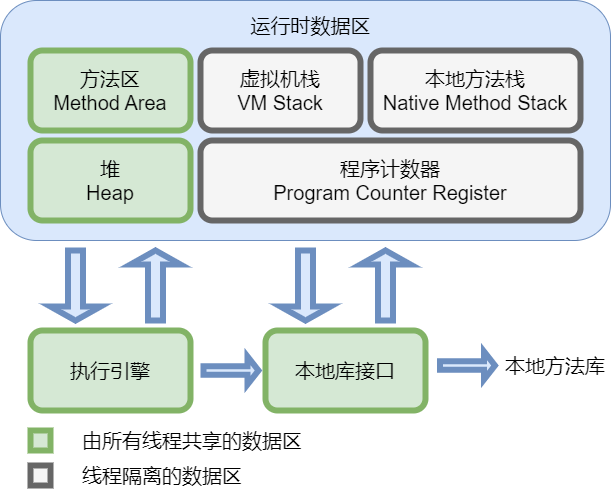 运行时数据区
方法区
Method Area
虚拟机栈
VM Stack
本地方法栈
Native Method Stack
堆
Heap
程序计数器
Program Counter Register
执行引擎
本地库接口
本地方法库
由所有线程共享的数据区
线程隔离的数据区